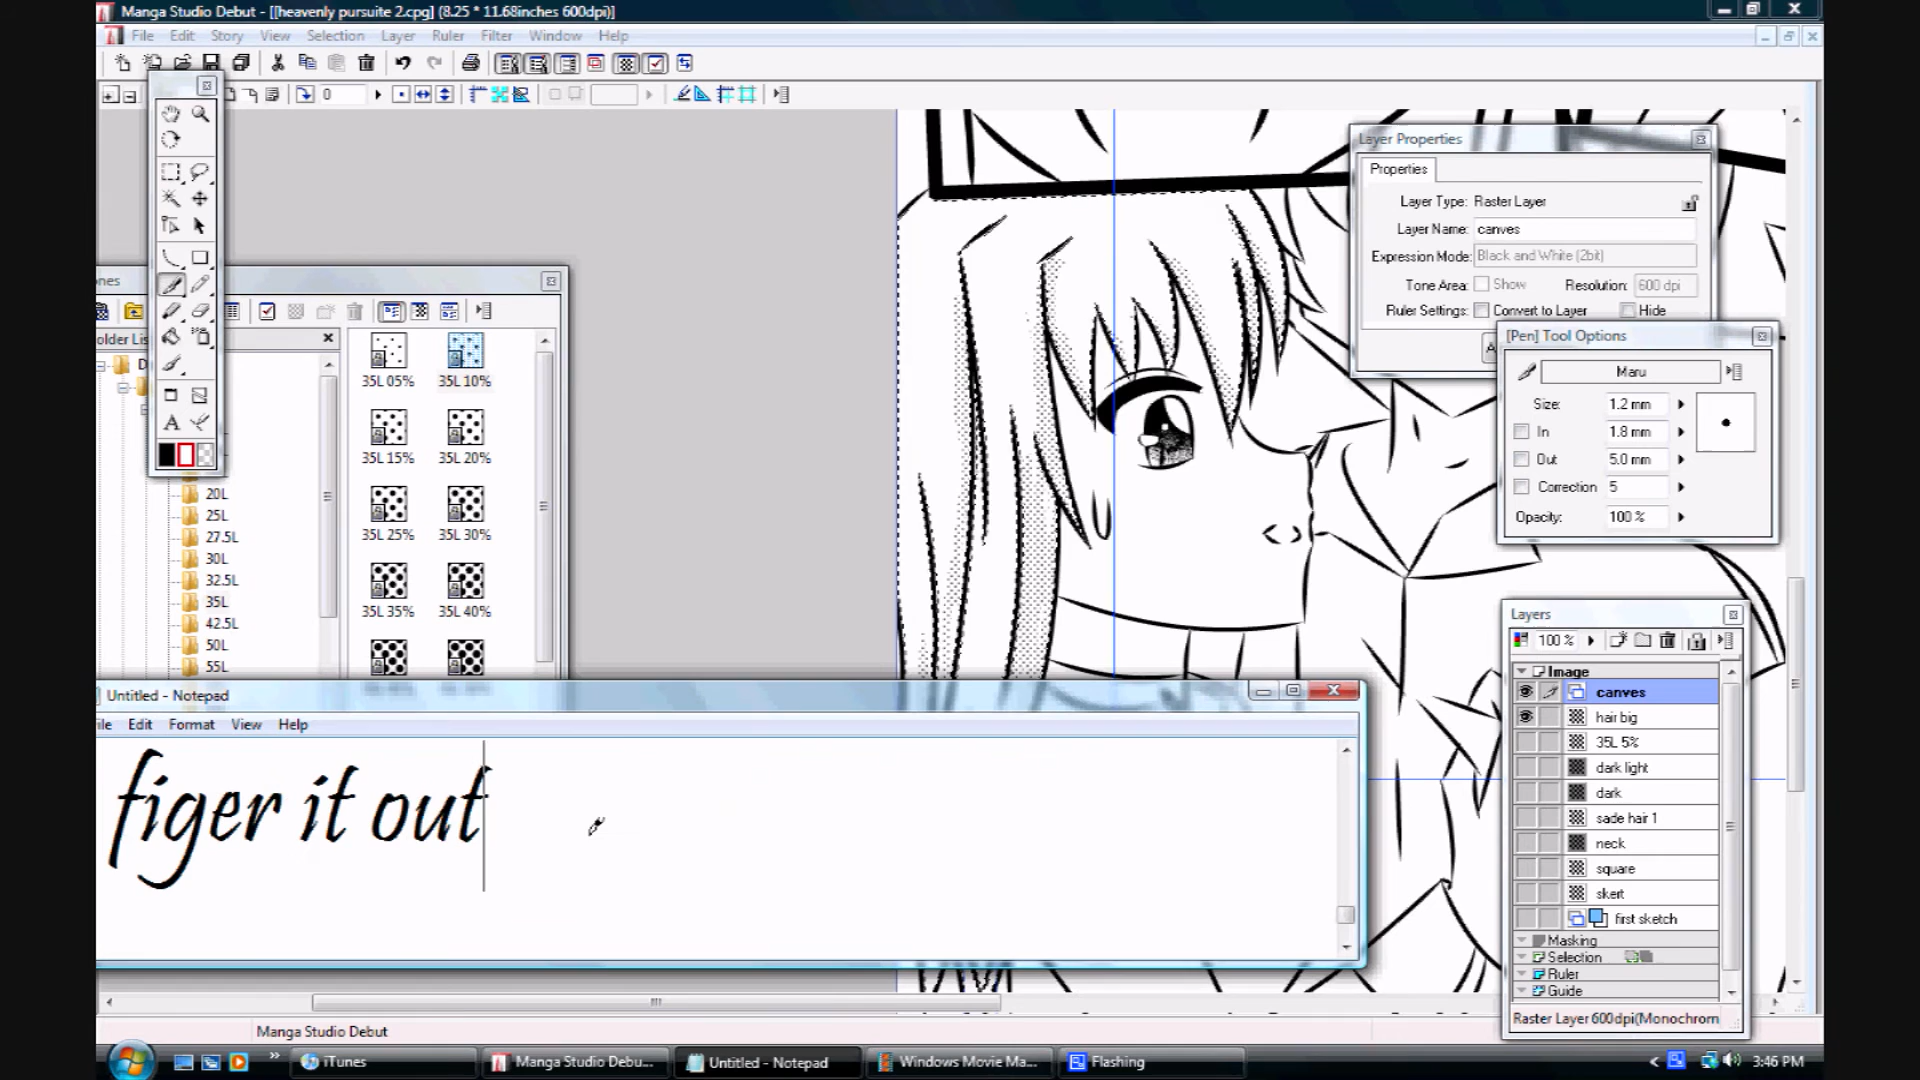 Manga Studio Debut - [[heavenly pursuite 2.cpg] (8.25 * 11.68inches 600dpi)]
File Edit Story View Selection Layer Ruler Filter Window Help
0
Layer Properties
Properties
Layer Type: Raster Layer
Layer Name: canves
Expression Mode: Black and White (2bit)
Tone Area: Show Resolution: 600 dpi
Ruler Settings: Convert to Layer Hide
[Pen] Tool Options
Maru
Size: 1.2 mm
In 1.8 mm
Out 5.0 mm
Correction 5
Opacity: 100 %
35L 05% 35L 10%
35L 15% 35L 20%
35L 25% 35L 30%
35L 35% 35L 40%
20L
25L
27.5L
30L
32.5L
35L
42.5L
50L
55L
Layers
100 %
Image
canves
hair big
35L 5%
dark light
dark
sade hair 1
neck
square
skert
first sketch
Masking
Selection
Ruler
Guide
Raster Layer 600dpi(Monochrom
Untitled - Notepad
Edit Format View Help
figer it out
Manga Studio Debut
iTunes Manga Studio Debu... Untitled - Notepad Windows Movie Ma... Flashing 3:46 PM